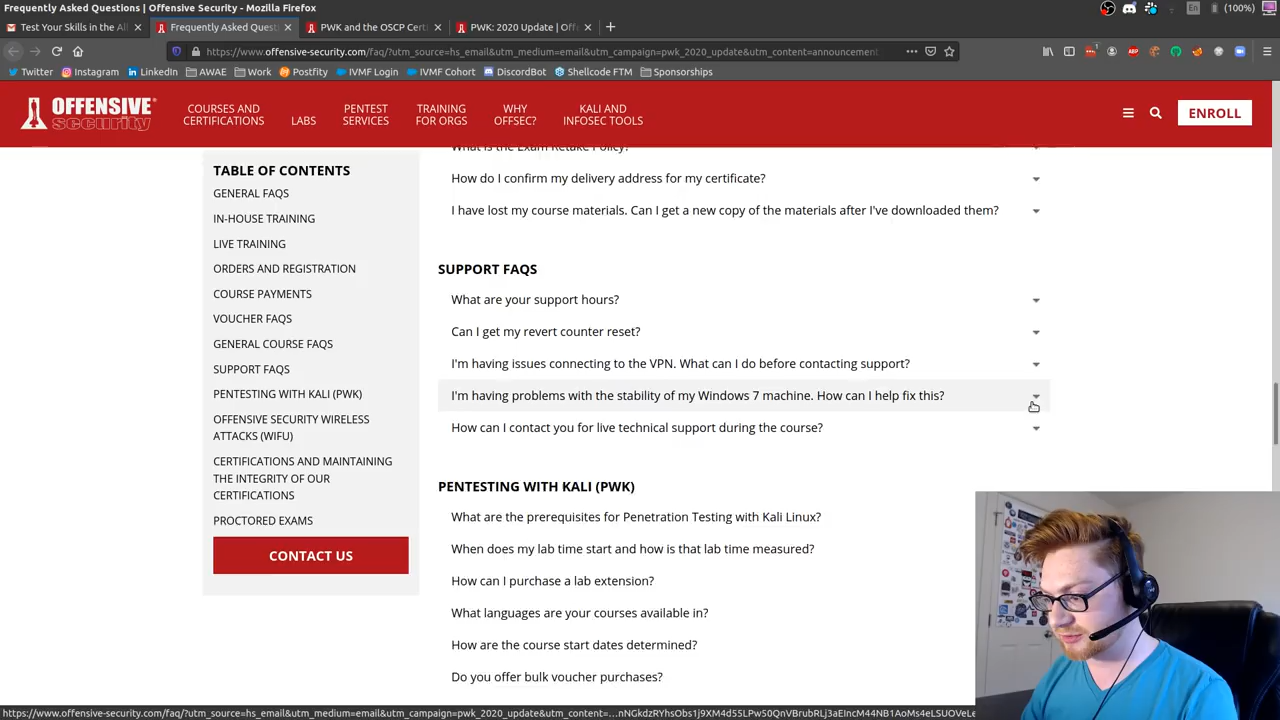 Frequently Asked Questions | Offensive Security - Mozilla Firefox
(100%)
Test Your Skills in the Al
Frequently Asked Quest
PWK and the OSCP Cert
PWK: 2020 Update | Off
https://www.offensive-security.com/faq/?utm_source=hs_email&utm_medium=email&utm_campaign=pwk_2020_update&utm_content=announcement
Twitter
Instagram
LinkedIn
AWAE
Work
Postfity
IVMF Login
IVMF Cohort
DiscordBot
Shellcode FTM
Sponsorships
OFFENSIVE
security
COURSES AND
CERTIFICATIONS
LABS
PENTEST
SERVICES
TRAINING
FOR ORGS
WHY
OFFSEC?
KALI AND
INFOSEC TOOLS
ENROLL
TABLE OF CONTENTS
GENERAL FAQS
IN-HOUSE TRAINING
LIVE TRAINING
ORDERS AND REGISTRATION
COURSE PAYMENTS
VOUCHER FAQS
GENERAL COURSE FAQS
SUPPORT FAQS
PENTESTING WITH KALI (PWK)
OFFENSIVE SECURITY WIRELESS
ATTACKS (WIFU)
CERTIFICATIONS AND MAINTAINING
THE INTEGRITY OF OUR
CERTIFICATIONS
PROCTORED EXAMS
CONTACT US
What is the Exam Retake Policy?
How do I confirm my delivery address for my certificate?
I have lost my course materials. Can I get a new copy of the materials after I've downloaded them?
SUPPORT FAQS
What are your support hours?
Can I get my revert counter reset?
I'm having issues connecting to the VPN. What can I do before contacting support?
I'm having problems with the stability of my Windows 7 machine. How can I help fix this?
How can I contact you for live technical support during the course?
PENTESTING WITH KALI (PWK)
What are the prerequisites for Penetration Testing with Kali Linux?
When does my lab time start and how is that lab time measured?
How can I purchase a lab extension?
What languages are your courses available in?
How are the course start dates determined?
Do you offer bulk voucher purchases?